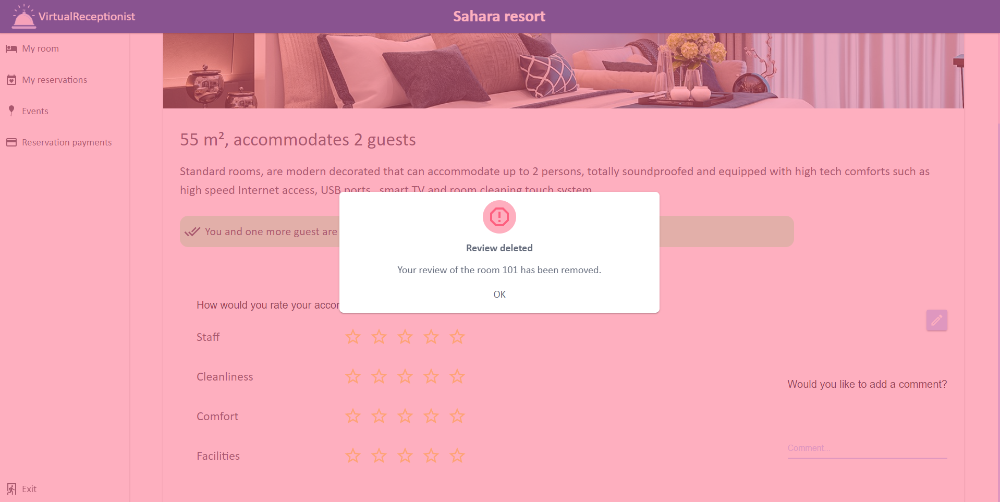 VirtualReceptionist
Sahara resort
My room
My reservations
Events
Reservation payments
Exit
55 m², accommodates 2 guests
Standard rooms, are modern decorated that can accommodate up to 2 persons, totally soundproofed and equipped with high tech comforts such as
high speed Internet access, USB ports, smart TV and room cleaning touch system
You and one more guest are
Review deleted
Your review of the room 101 has been removed.
OK
How would you rate your
Staff
Cleanliness
Comfort
Facilities
Would you like to add a comment?
Comment...